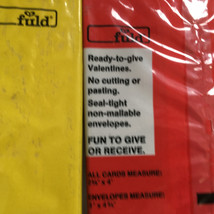 fuld®
fuld®
Ready-to-give
Valentines.
No cutting or
pasting.
Seal-tight
non-mailable
envelopes.
FUN TO GIVE
OR RECEIVE.
ALL CARDS MEASURE:
ENVELOPES MEASURE: